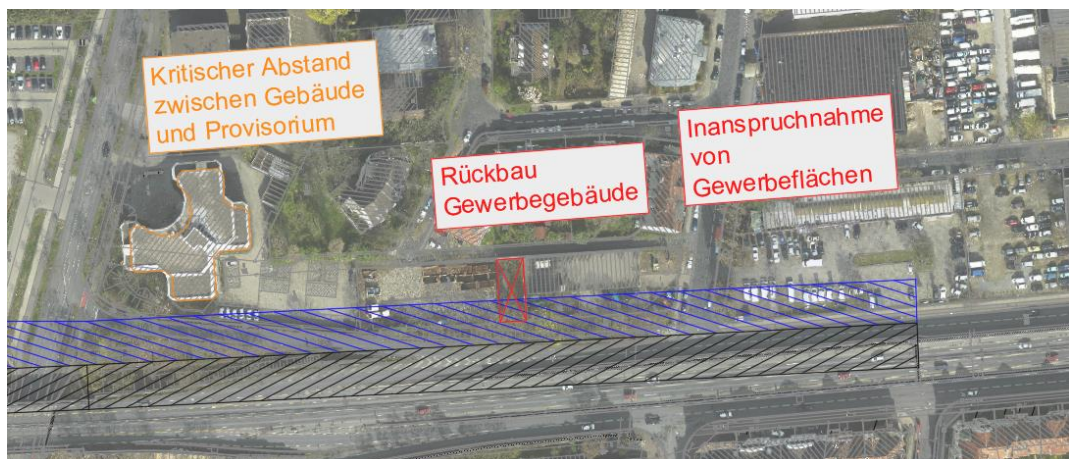 Kritischer Abstand
zwischen Gebäude
und Provisorium
Rückbau
Gewerbegebäude
Inanspruchnahme
von
Gewerbeflächen